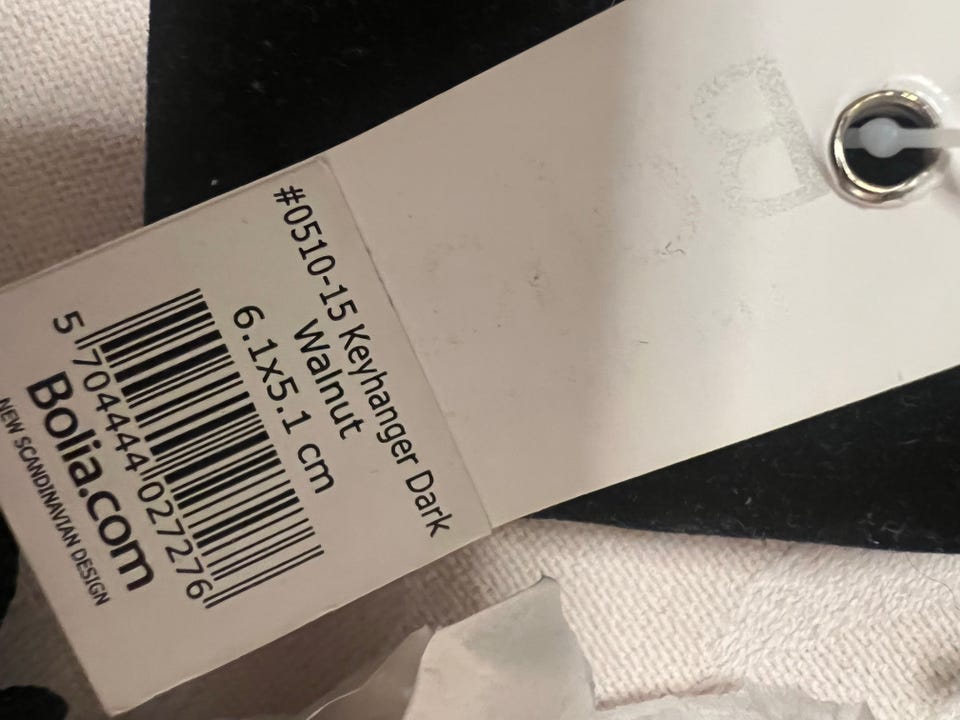 #0510-15 Keyhanger Dark
Walnut
6.1x5.1 cm
5 704444 027276
Bolia.com
NEW SCANDINAVIAN DESIGN
B